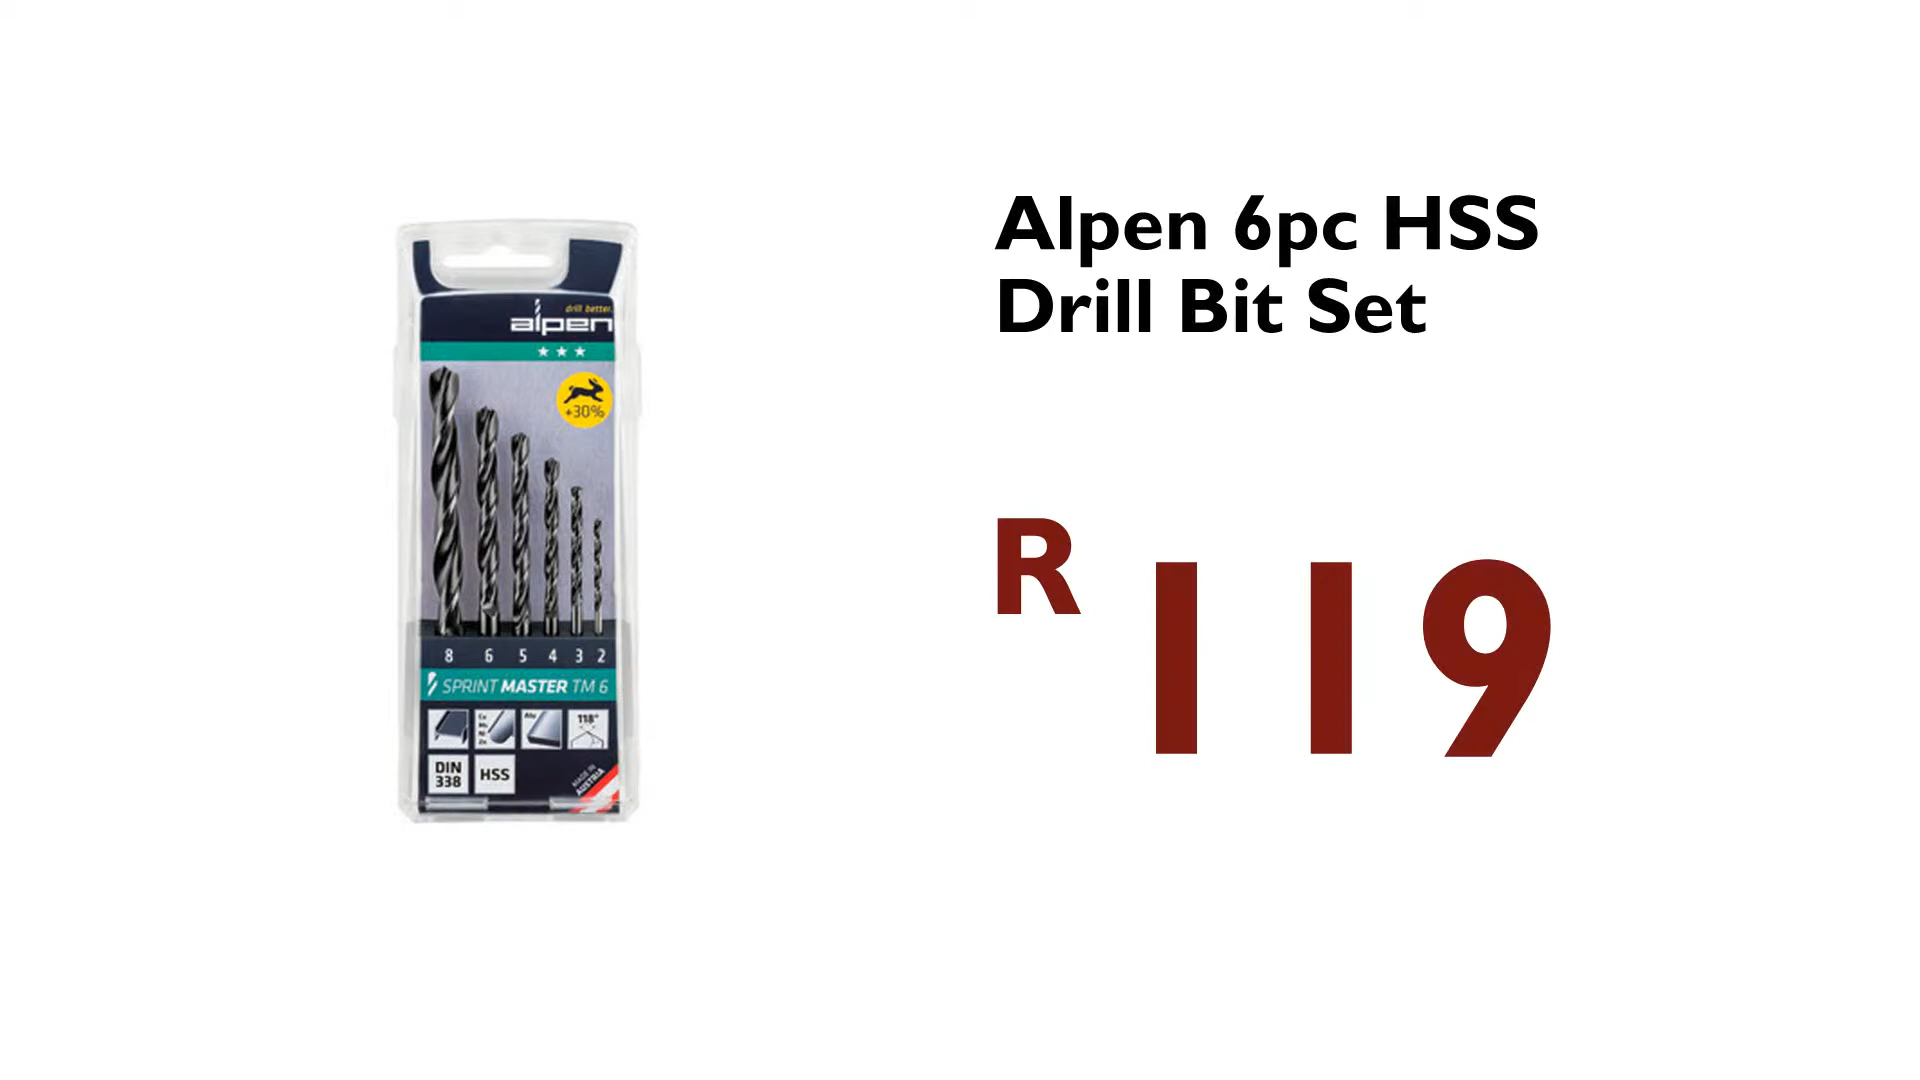 Alpen 6pc HSS
Drill Bit Set
R 119
drill better.
alpen
+30%
8 6 5 4 3 2
SPRINT MASTER TM 6
Alu
118°
DIN
338
HSS
MADE IN
AUSTRIA